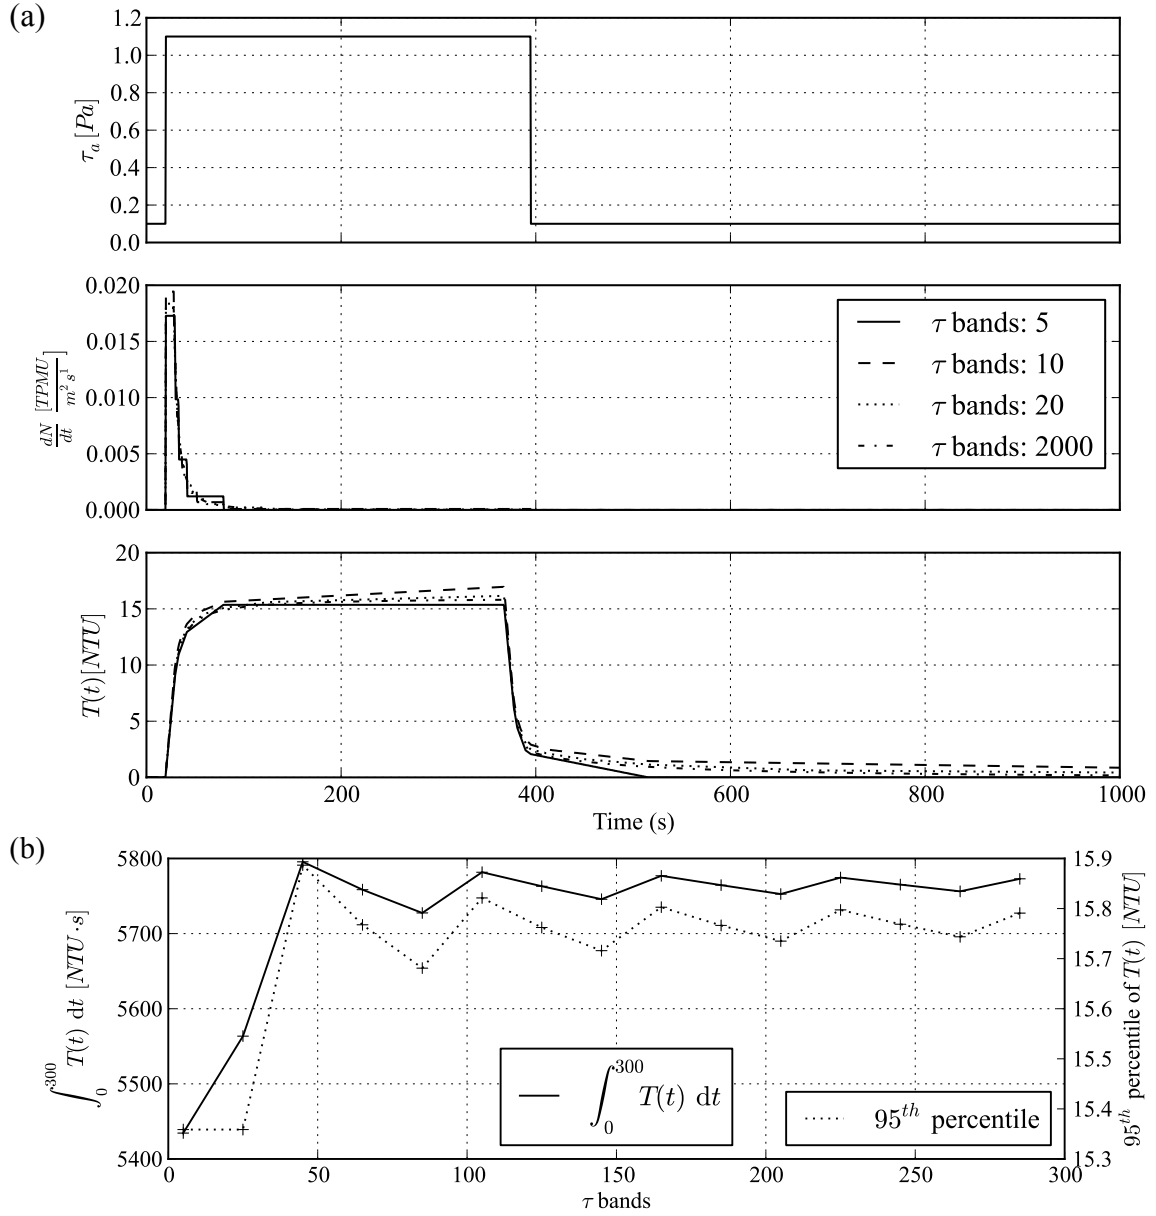 (a)
1.2
1.0
0.8
0.6
0.4
0.2
0.0
τa [Pa]
0.020
0.015
0.010
0.005
0.000
dN/dt [TPMU/m² s¹]
τ bands: 5
τ bands: 10
τ bands: 20
τ bands: 2000
20
15
10
5
0
T(t) [NTU]
0 200 400 600 800 1000
Time (s)
(b)
5800
5700
5600
5500
5400
∫₀³⁰⁰ T(t) dt [NTU·s]
15.9
15.8
15.7
15.6
15.5
15.4
15.3
95th percentile of T(t) [NTU]
∫₀³⁰⁰ T(t) dt
95th percentile
0 50 100 150 200 250 300
τ bands